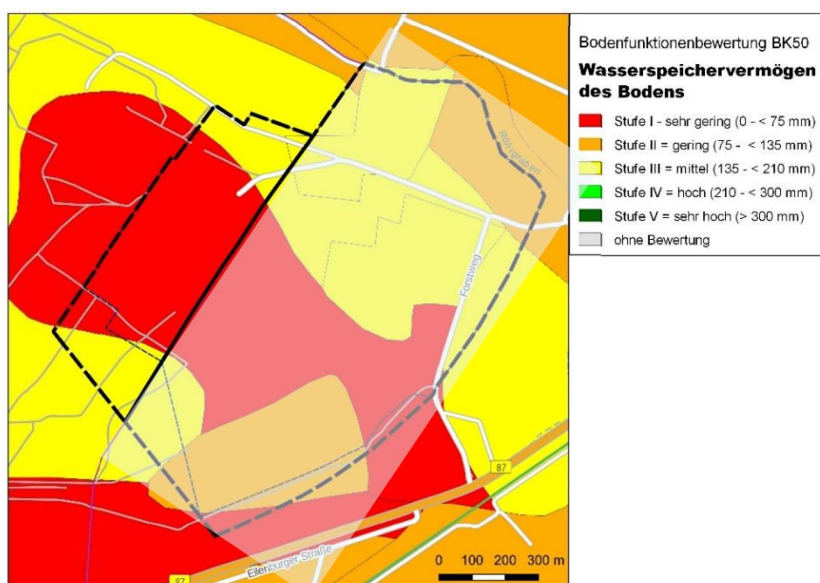 Bodenfunktionenbewertung BK50
Wasserspeichervermögen
des Bodens
Stufe I - sehr gering (0 - < 75 mm)
Stufe II = gering (75 - < 135 mm)
Stufe III = mittel (135 - < 210 mm)
Stufe IV = hoch (210 - < 300 mm)
Stufe V = sehr hoch (> 300 mm)
ohne Bewertung
Röhrgraben
Forstweg
87
Eilenburger Straße
87
0 100 200 300 m